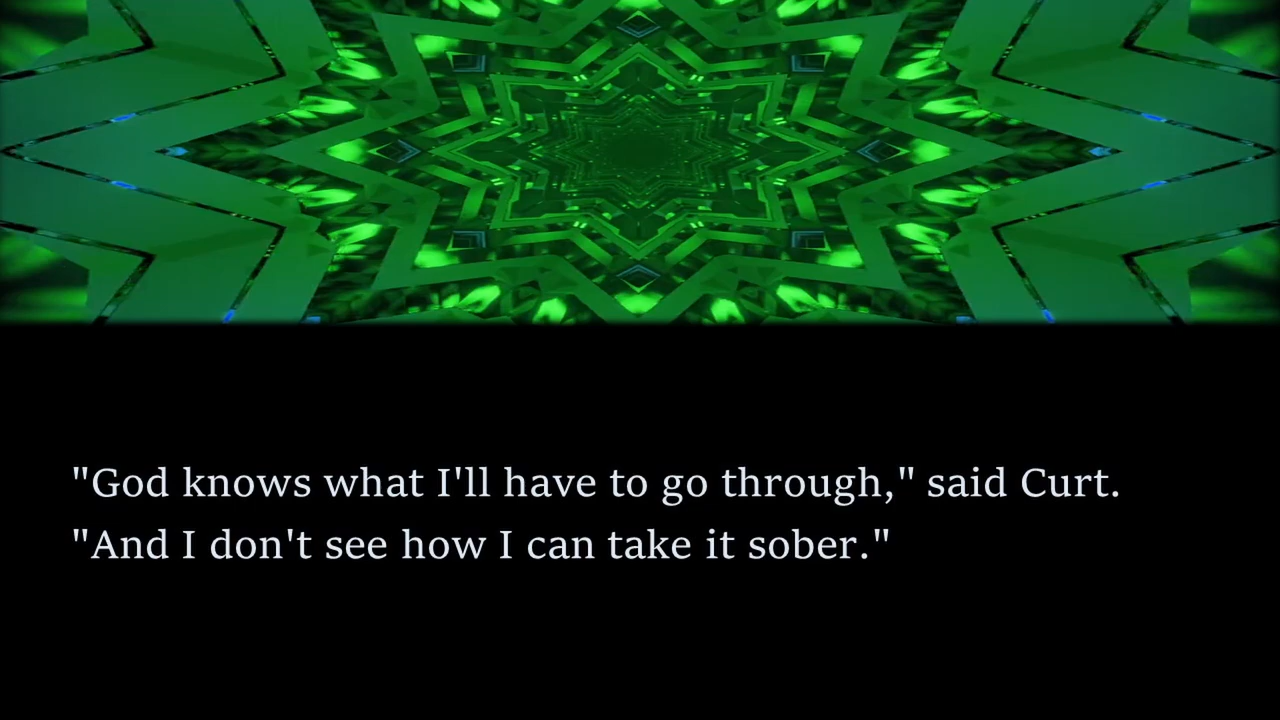 "God knows what I'll have to go through," said Curt.
"And I don't see how I can take it sober."